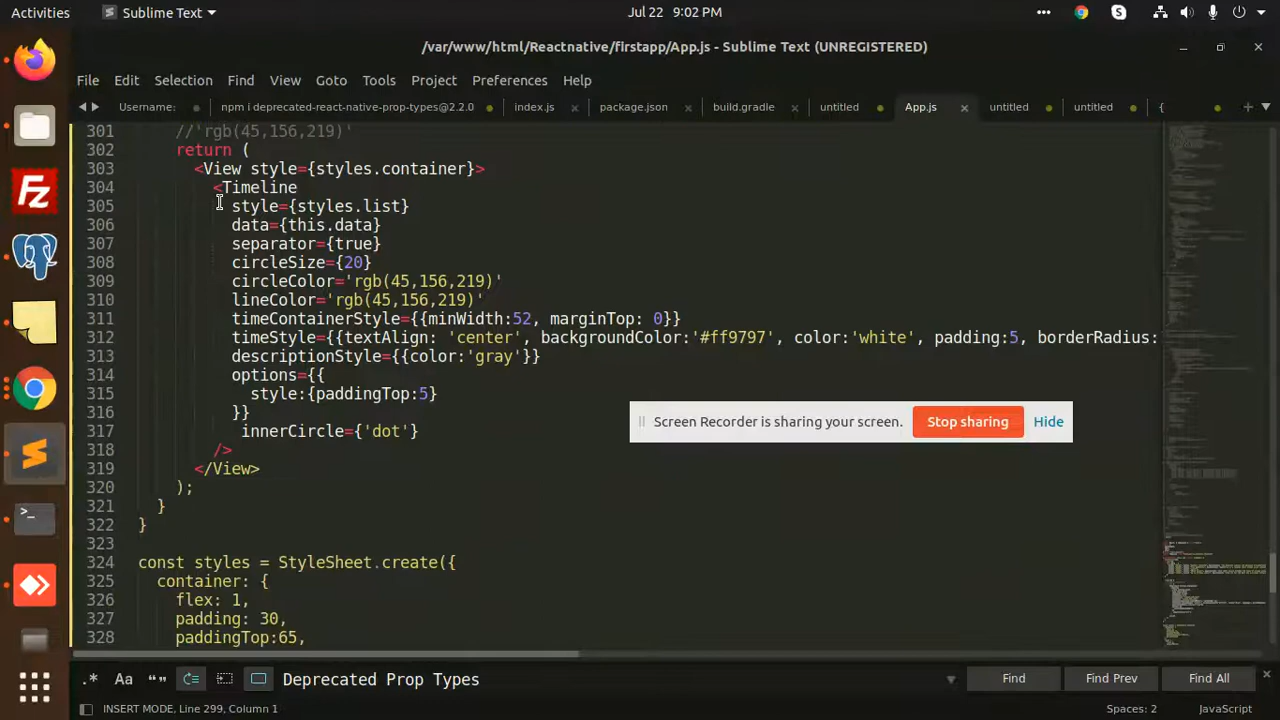 Activities
Sublime Text
Jul 22 9:02 PM
/var/www/html/Reactnative/firstapp/App.js - Sublime Text (UNREGISTERED)
File Edit Selection Find View Goto Tools Project Preferences Help
Username: npm i deprecated-react-native-prop-types@2.2.0 index.js package.json build.gradle untitled App.js untitled untitled {
301 //'rgb(45,156,219)'
302 return (
303 <View style={styles.container}>
304 <Timeline
305 style={styles.list}
306 data={this.data}
307 separator={true}
308 circleSize={20}
309 circleColor='rgb(45,156,219)'
310 lineColor='rgb(45,156,219)'
311 timeContainerStyle={{minWidth:52, marginTop: 0}}
312 timeStyle={{textAlign: 'center', backgroundColor:'#ff9797', color:'white', padding:5, borderRadius:
313 descriptionStyle={{color:'gray'}}
314 options={{
315 style:{paddingTop:5}
316 }}
317 innerCircle={'dot'}
318 />
319 </View>
320 );
321 }
322 }
323
324 const styles = StyleSheet.create({
325 container: {
326 flex: 1,
327 padding: 30,
328 paddingTop:65,
Screen Recorder is sharing your screen. Stop sharing Hide
.* Aa Deprecated Prop Types Find Find Prev Find All
INSERT MODE, Line 299, Column 1 Spaces: 2 JavaScript